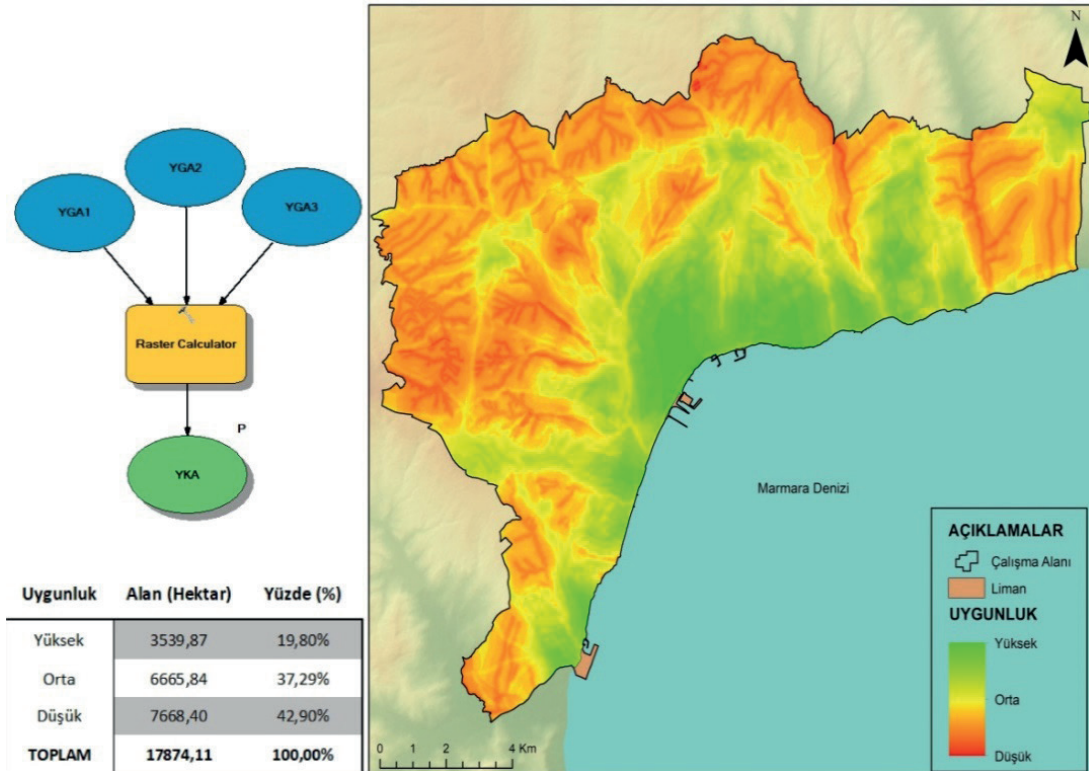 YGA1
YGA2
YGA3
Raster Calculator
P
YKA
Uygunluk Alan (Hektar) Yüzde (%)
Yüksek 3539,87 19,80%
Orta 6665,84 37,29%
Düşük 7668,40 42,90%
TOPLAM 17874,11 100,00%
N
Marmara Denizi
AÇIKLAMALAR
Çalışma Alanı
Liman
UYGUNLUK
Yüksek
Orta
Düşük
0 1 2 4 Km